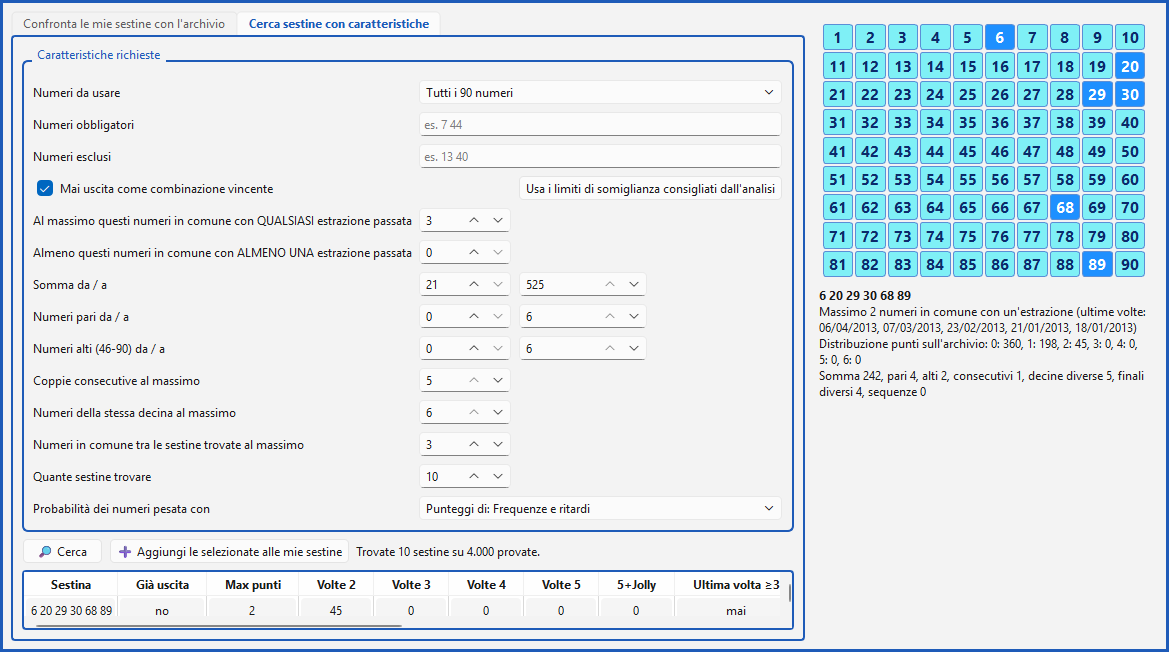 Confronta le mie sestine con l'archivio
Cerca sestine con caratteristiche
Caratteristiche richieste
Numeri da usare Tutti i 90 numeri
Numeri obbligatori es. 7 44
Numeri esclusi es. 13 40
Mai uscita come combinazione vincente Usa i limiti di somiglianza consigliati dall'analisi
Al massimo questi numeri in comune con QUALSIASI estrazione passata 3
Almeno questi numeri in comune con ALMENO UNA estrazione passata 0
Somma da / a 21 525
Numeri pari da / a 0 6
Numeri alti (46-90) da / a 0 6
Coppie consecutive al massimo 5
Numeri della stessa decina al massimo 6
Numeri in comune tra le sestine trovate al massimo 3
Quante sestine trovare 10
Probabilità dei numeri pesata con Punteggi di: Frequenze e ritardi
Cerca Aggiungi le selezionate alle mie sestine Trovate 10 sestine su 4.000 provate.
Sestina Già uscita Max punti Volte 2 Volte 3 Volte 4 Volte 5 5+Jolly Ultima volta ≥3
6 20 29 30 68 89 no 2 45 0 0 0 0 mai
1 2 3 4 5 6 7 8 9 10
11 12 13 14 15 16 17 18 19 20
21 22 23 24 25 26 27 28 29 30
31 32 33 34 35 36 37 38 39 40
41 42 43 44 45 46 47 48 49 50
51 52 53 54 55 56 57 58 59 60
61 62 63 64 65 66 67 68 69 70
71 72 73 74 75 76 77 78 79 80
81 82 83 84 85 86 87 88 89 90
6 20 29 30 68 89
Massimo 2 numeri in comune con un'estrazione (ultime volte:
06/04/2013, 07/03/2013, 23/02/2013, 21/01/2013, 18/01/2013)
Distribuzione punti sull'archivio: 0: 360, 1: 198, 2: 45, 3: 0, 4: 0,
5: 0, 6: 0
Somma 242, pari 4, alti 2, consecutivi 1, decine diverse 5, finali
diversi 4, sequenze 0